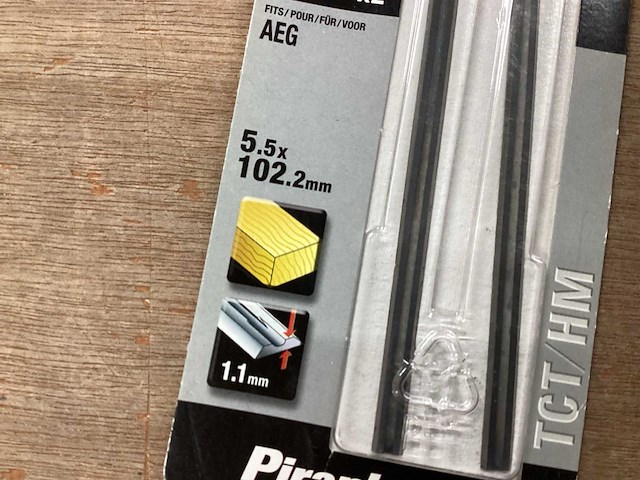 FITS/POUR/FÜR/VOOR
AEG
5.5x
102.2mm
1.1mm
TCT/HM